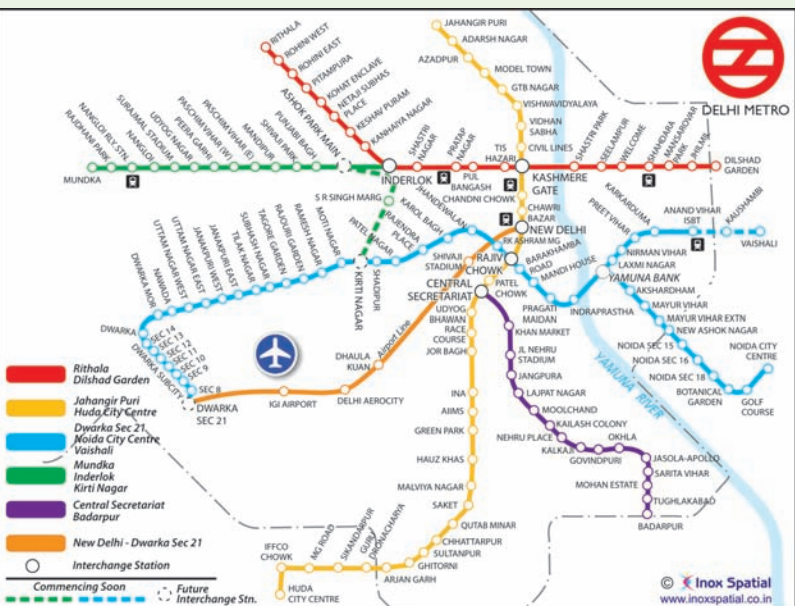 JAHANGIR PURI
ADARSH NAGAR
AZADPUR
MODEL TOWN
GTB NAGAR
VISHWAVIDYALAYA
VIDHAN
SABHA
CIVIL LINES
DELHI METRO
RITHALA
ROHINI WEST
ROHINI EAST
PITAMPURA
KOHAT ENCLAVE
NETAJI SUBHAS
PLACE
KESHAV PURAM
KANHAIYA NAGAR
INDERLOK
SHASTRI
NAGAR
PRATAP
NAGAR
PUL
BANGASH
TIS
HAZARI
KASHMERE
GATE
SHASTRI PARK
SEELAMPUR
WELCOME
SHAHDARA
MANSAROVAR
PARK
JHILMIL
DILSHAD
GARDEN
MUNDKA
RAJDHANI PARK
NANGLOI RLY. STN
NANGLOI
SURAJMAL STADIUM
UDYOG NAGAR
PEERA GARHI
PASCHIM VIHAR (W)
PASCHIM VIHAR (E)
MANDIPUR
SHIVAJI PARK
PUNJABI BAGH
ASHOK PARK MAIN
S R SINGH MARG
CHANDNI CHOWK
CHAWRI
BAZAR
NEW DELHI
RK ASHRAM MG
RAJIV
CHOWK
PATEL
CHOWK
CENTRAL
SECRETARIAT
JHANDEWALAN
KAROL BAGH
RAJENDRA
PLACE
PATEL NAGAR
SHADIPUR
KIRTI NAGAR
MOTI NAGAR
RAMESH NAGAR
RAJOURI GARDEN
TAGORE GARDEN
SUBHASH NAGAR
TILAK NAGAR
JANAKPURI EAST
JANAKPURI WEST
UTTAM NAGAR EAST
UTTAM NAGAR WEST
NAWADA
DWARKA MOR
DWARKA
SEC 14
SEC 13
SEC 12
SEC 11
SEC 10
SEC 9
DWARKA SUBCITY
SEC 8
DWARKA
SEC 21
IGI AIRPORT
DELHI AEROCITY
DHAULA
KUAN
Airport Line
SHIVAJI
STADIUM
BARAKHAMBA
ROAD
MANDI HOUSE
PRAGATI
MAIDAN
INDRAPRASTHA
YAMUNA BANK
LAXMI NAGAR
NIRMAN VIHAR
PREET VIHAR
KARKARDUMA
ANAND VIHAR
ISBT
KAUSHAMBI
VAISHALI
AKSHARDHAM
MAYUR VIHAR
MAYUR VIHAR EXTN
NEW ASHOK NAGAR
NOIDA SEC 15
NOIDA SEC 16
NOIDA SEC 18
BOTANICAL
GARDEN
GOLF
COURSE
NOIDA CITY
CENTRE
YAMUNA RIVER
UDYOG
BHAWAN
RACE
COURSE
JOR BAGH
INA
AIIMS
GREEN PARK
HAUZ KHAS
MALVIYA NAGAR
SAKET
QUTAB MINAR
CHHATTARPUR
SULTANPUR
GHITORNI
ARJAN GARH
GURU
DRONACHARYA
SIKANDARPUR
MG ROAD
IFFCO
CHOWK
HUDA
CITY CENTRE
KHAN MARKET
JL NEHRU
STADIUM
JANGPURA
LAJPAT NAGAR
MOOLCHAND
KAILASH COLONY
NEHRU PLACE
KALKAJI
GOVINDPURI
OKHLA
JASOLA-APOLLO
SARITA VIHAR
MOHAN ESTATE
TUGHLAKABAD
BADARPUR
Rithala
Dilshad Garden
Jahangir Puri
Huda City Centre
Dwarka Sec 21
Noida City Centre
Vaishali
Mundka
Inderlok
Kirti Nagar
Central Secretariat
Badarpur
New Delhi - Dwarka Sec 21
Interchange Station
Commencing Soon
Future
Interchange Stn.
© Inox Spatial
www.inoxspatial.co.in